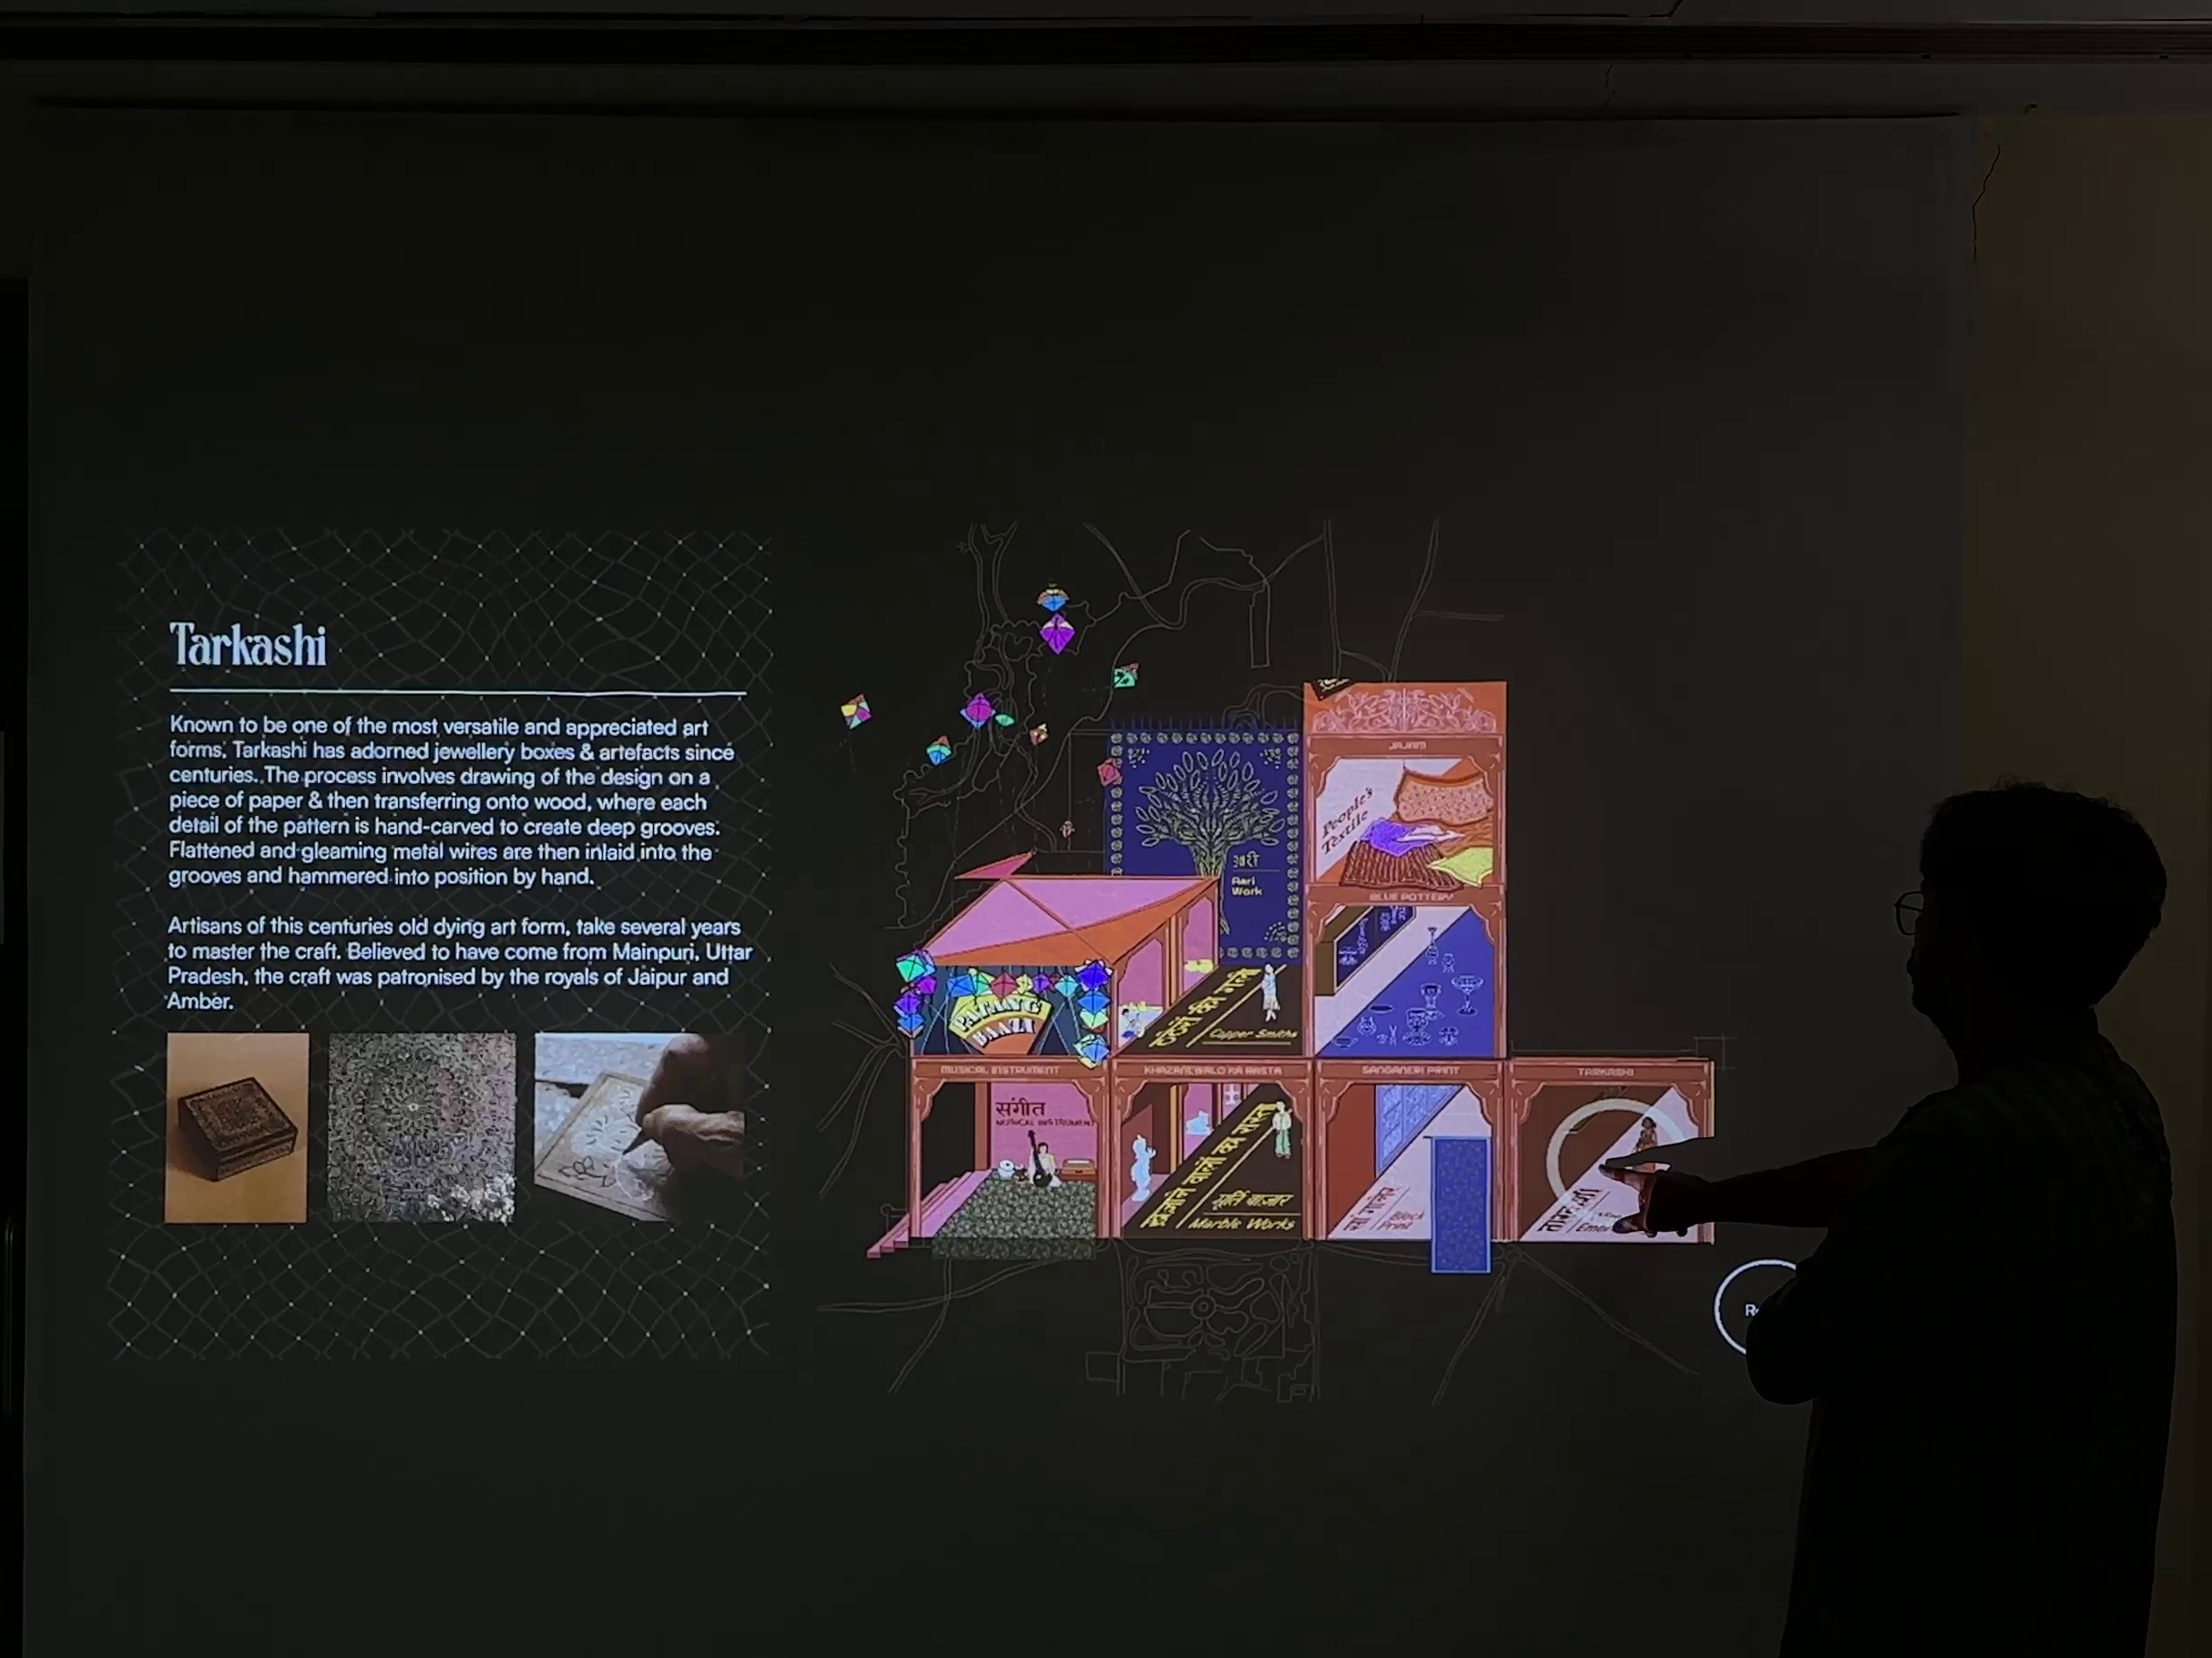 Tarkashi
Known to be one of the most versatile and appreciated art
forms, Tarkashi has adorned jewellery boxes & artefacts since
centuries. The process involves drawing of the design on a
piece of paper & then transferring onto wood, where each
detail of the pattern is hand-carved to create deep grooves.
Flattened and gleaming metal wires are then inlaid into the
grooves and hammered into position by hand.
Artisans of this centuries old dying art form, take several years
to master the craft. Believed to have come from Mainpuri, Uttar
Pradesh, the craft was patronised by the royals of Jaipur and
Amber.
JAJAM
People's
Textile
आरी
Aari
Work
BLUE POTTERY
PATANG
BAAZI
Copper Smiths
MUSICAL INSTRUMENT
संगीत
MUSICAL INSTRUMENT
KHAZANEWALO KA RASTA
खजाने वालों का रास्ता
मूर्ति बाज़ार
Marble Works
SANGANERI PRINT
Block
Print
TARKASHI